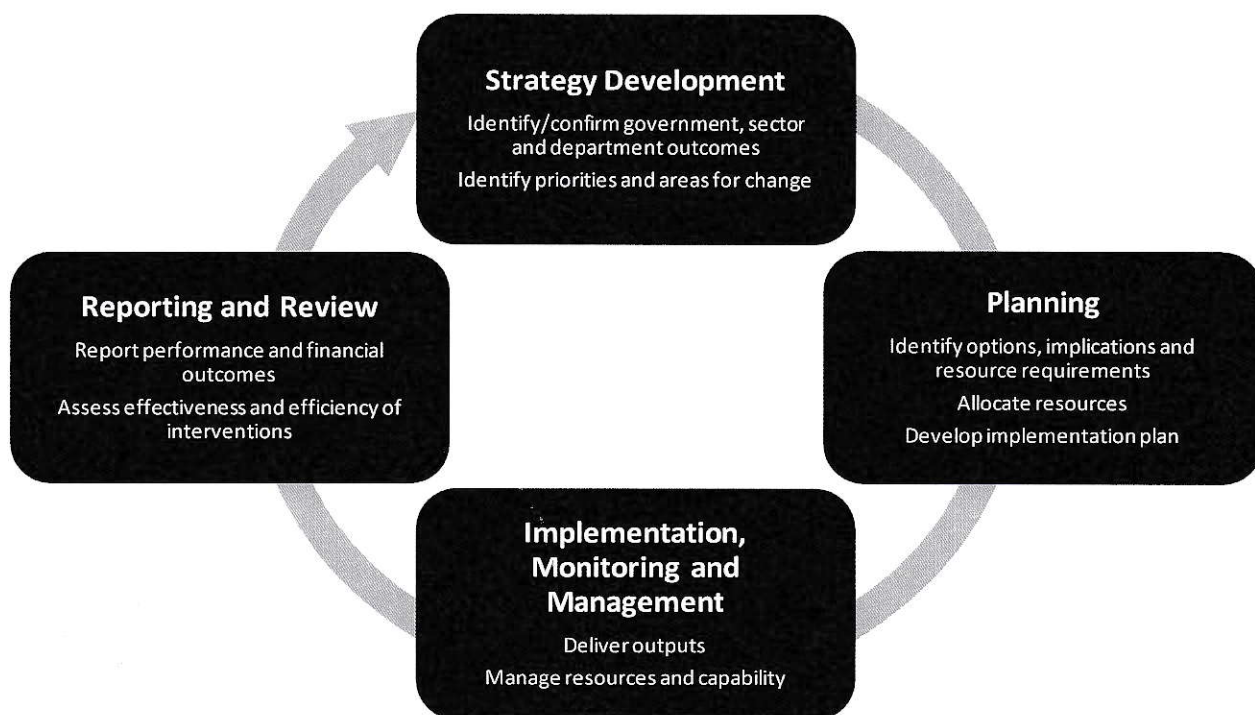 Strategy Development
Identify/confirm government, sector
and department outcomes
Identify priorities and areas for change
Planning
Identify options, implications and
resource requirements
Allocate resources
Develop implementation plan
Implementation,
Monitoring and
Management
Deliver outputs
Manage resources and capability
Reporting and Review
Report performance and financial
outcomes
Assess effectiveness and efficiency of
interventions